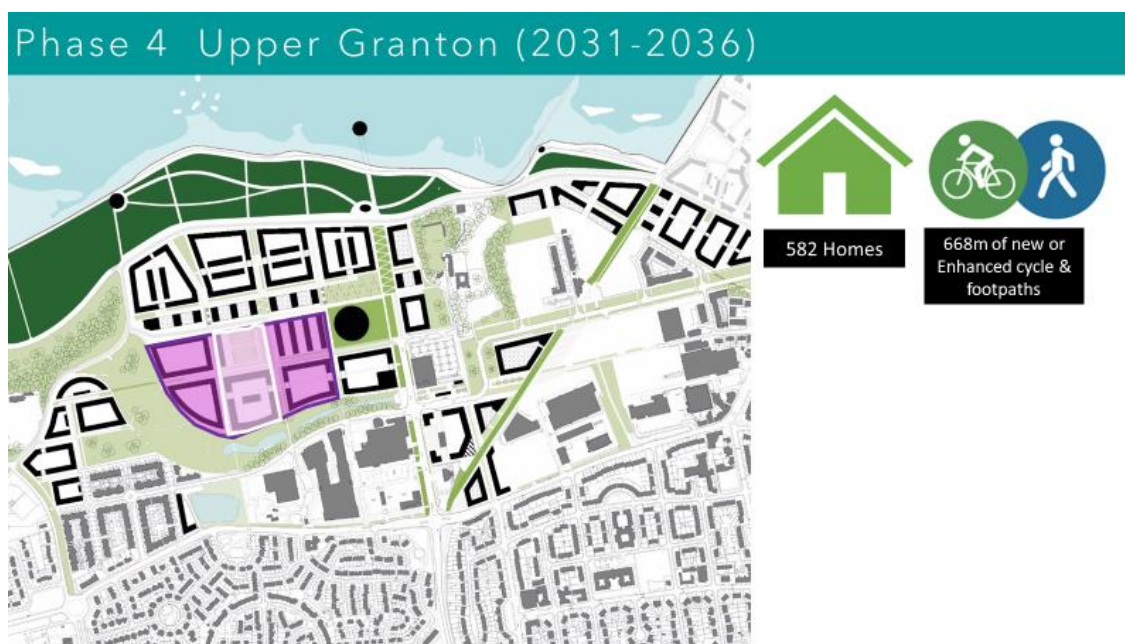 Phase 4 Upper Granton (2031-2036)
582 Homes
668m of new or
Enhanced cycle &
footpaths